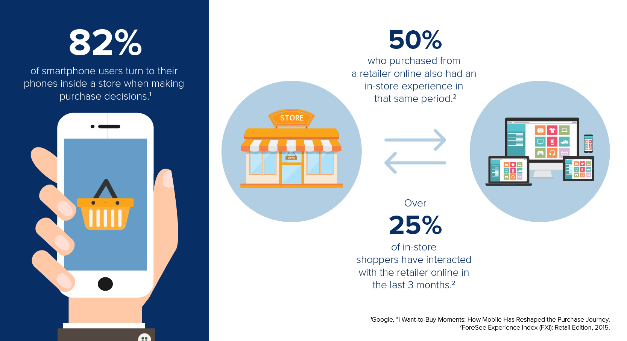 82%
of smartphone users turn to their
phones inside a store when making
purchase decisions.¹
50%
who purchased from
a retailer online also had an
in-store experience in
that same period.²
STORE
Over
25%
of in-store
shoppers have interacted
with the retailer online in
the last 3 months.²
¹Google, "I Want-to-Buy Moments: How Mobile Has Reshaped the Purchase Journey.
²ForeSee Experience Index (FXI): Retail Edition, 2015.